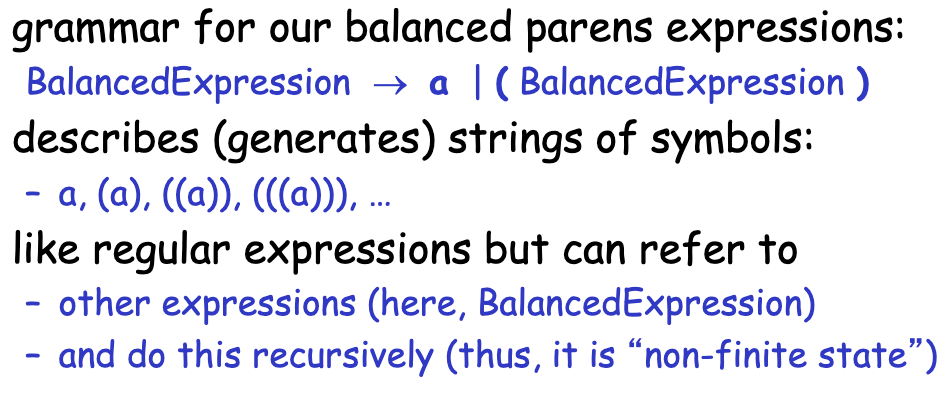 grammar for our balanced parens expressions:
BalancedExpression → a | ( BalancedExpression )
describes (generates) strings of symbols:
– a, (a), ((a)), (((a))), …
like regular expressions but can refer to
– other expressions (here, BalancedExpression)
– and do this recursively (thus, it is “non-finite state”)